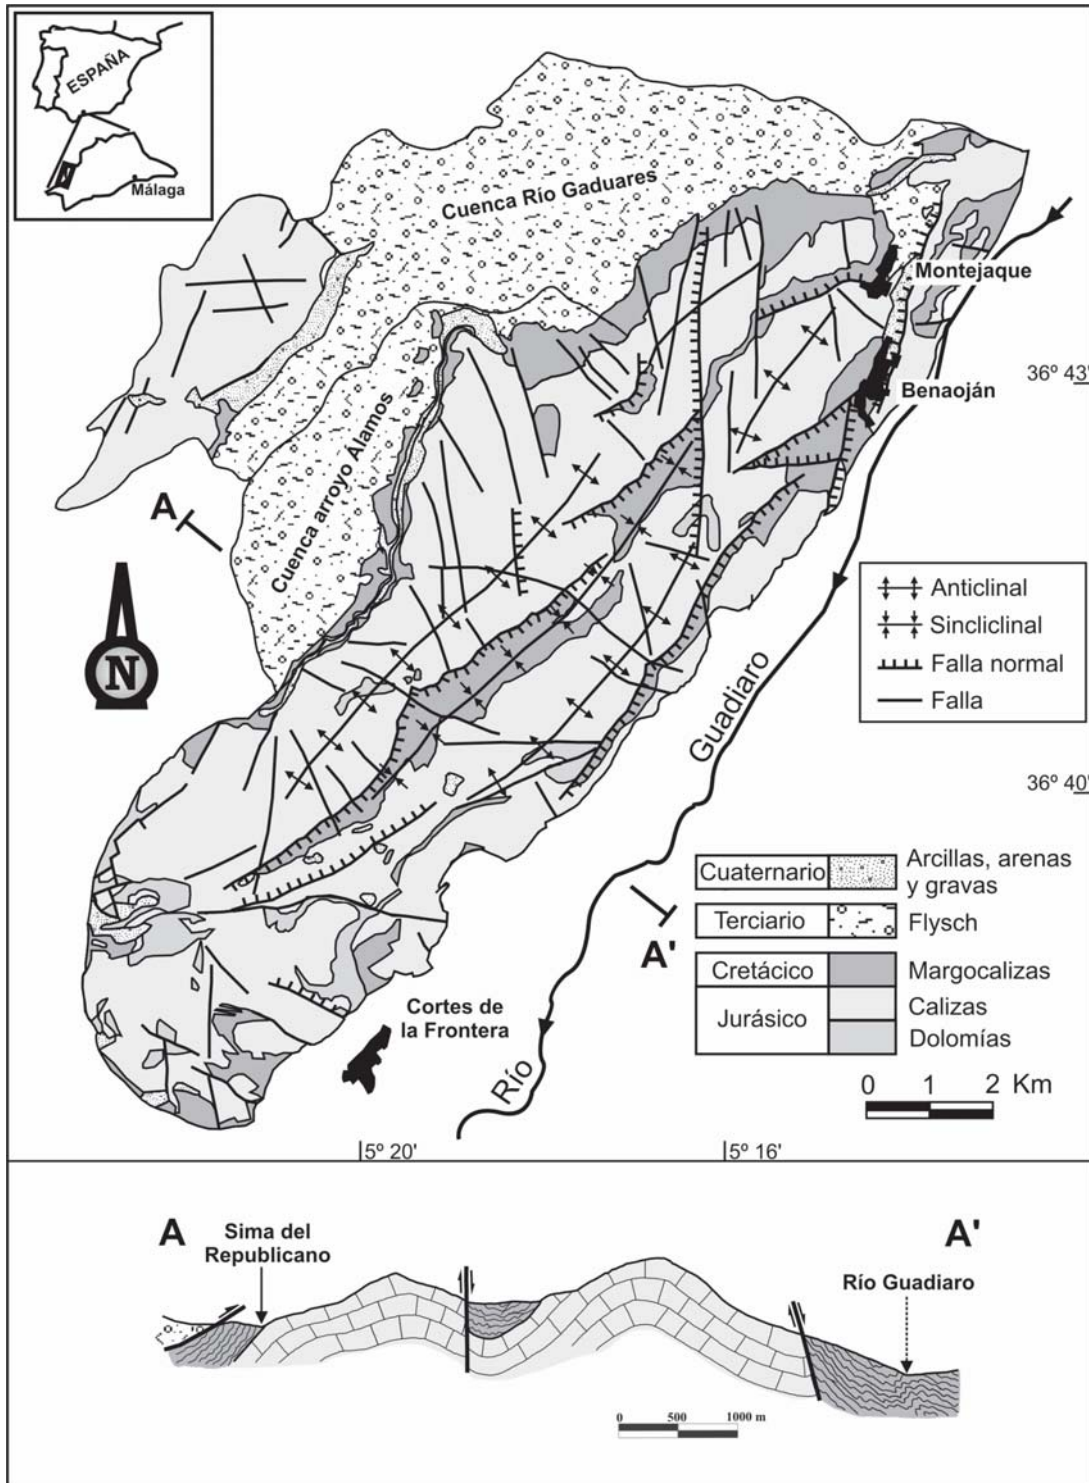 ESPAÑA
N
Málaga
Cuenca Río Gaduares
Montejaque
36º 43'
Benaoján
Cuenca arroyo Álamos
A
N
Anticlinal
Sincliclinal
Falla normal
Falla
Guadiaro
36º 40'
Cuaternario
Arcillas, arenas
y gravas
Terciario
Flysch
A'
Cretácico
Margocalizas
Jurásico
Calizas
Dolomías
Cortes de
la Frontera
Río
0 1 2 Km
5º 20'
5º 16'
A
Sima del
Republicano
A'
Río Guadiaro
0 500 1000 m